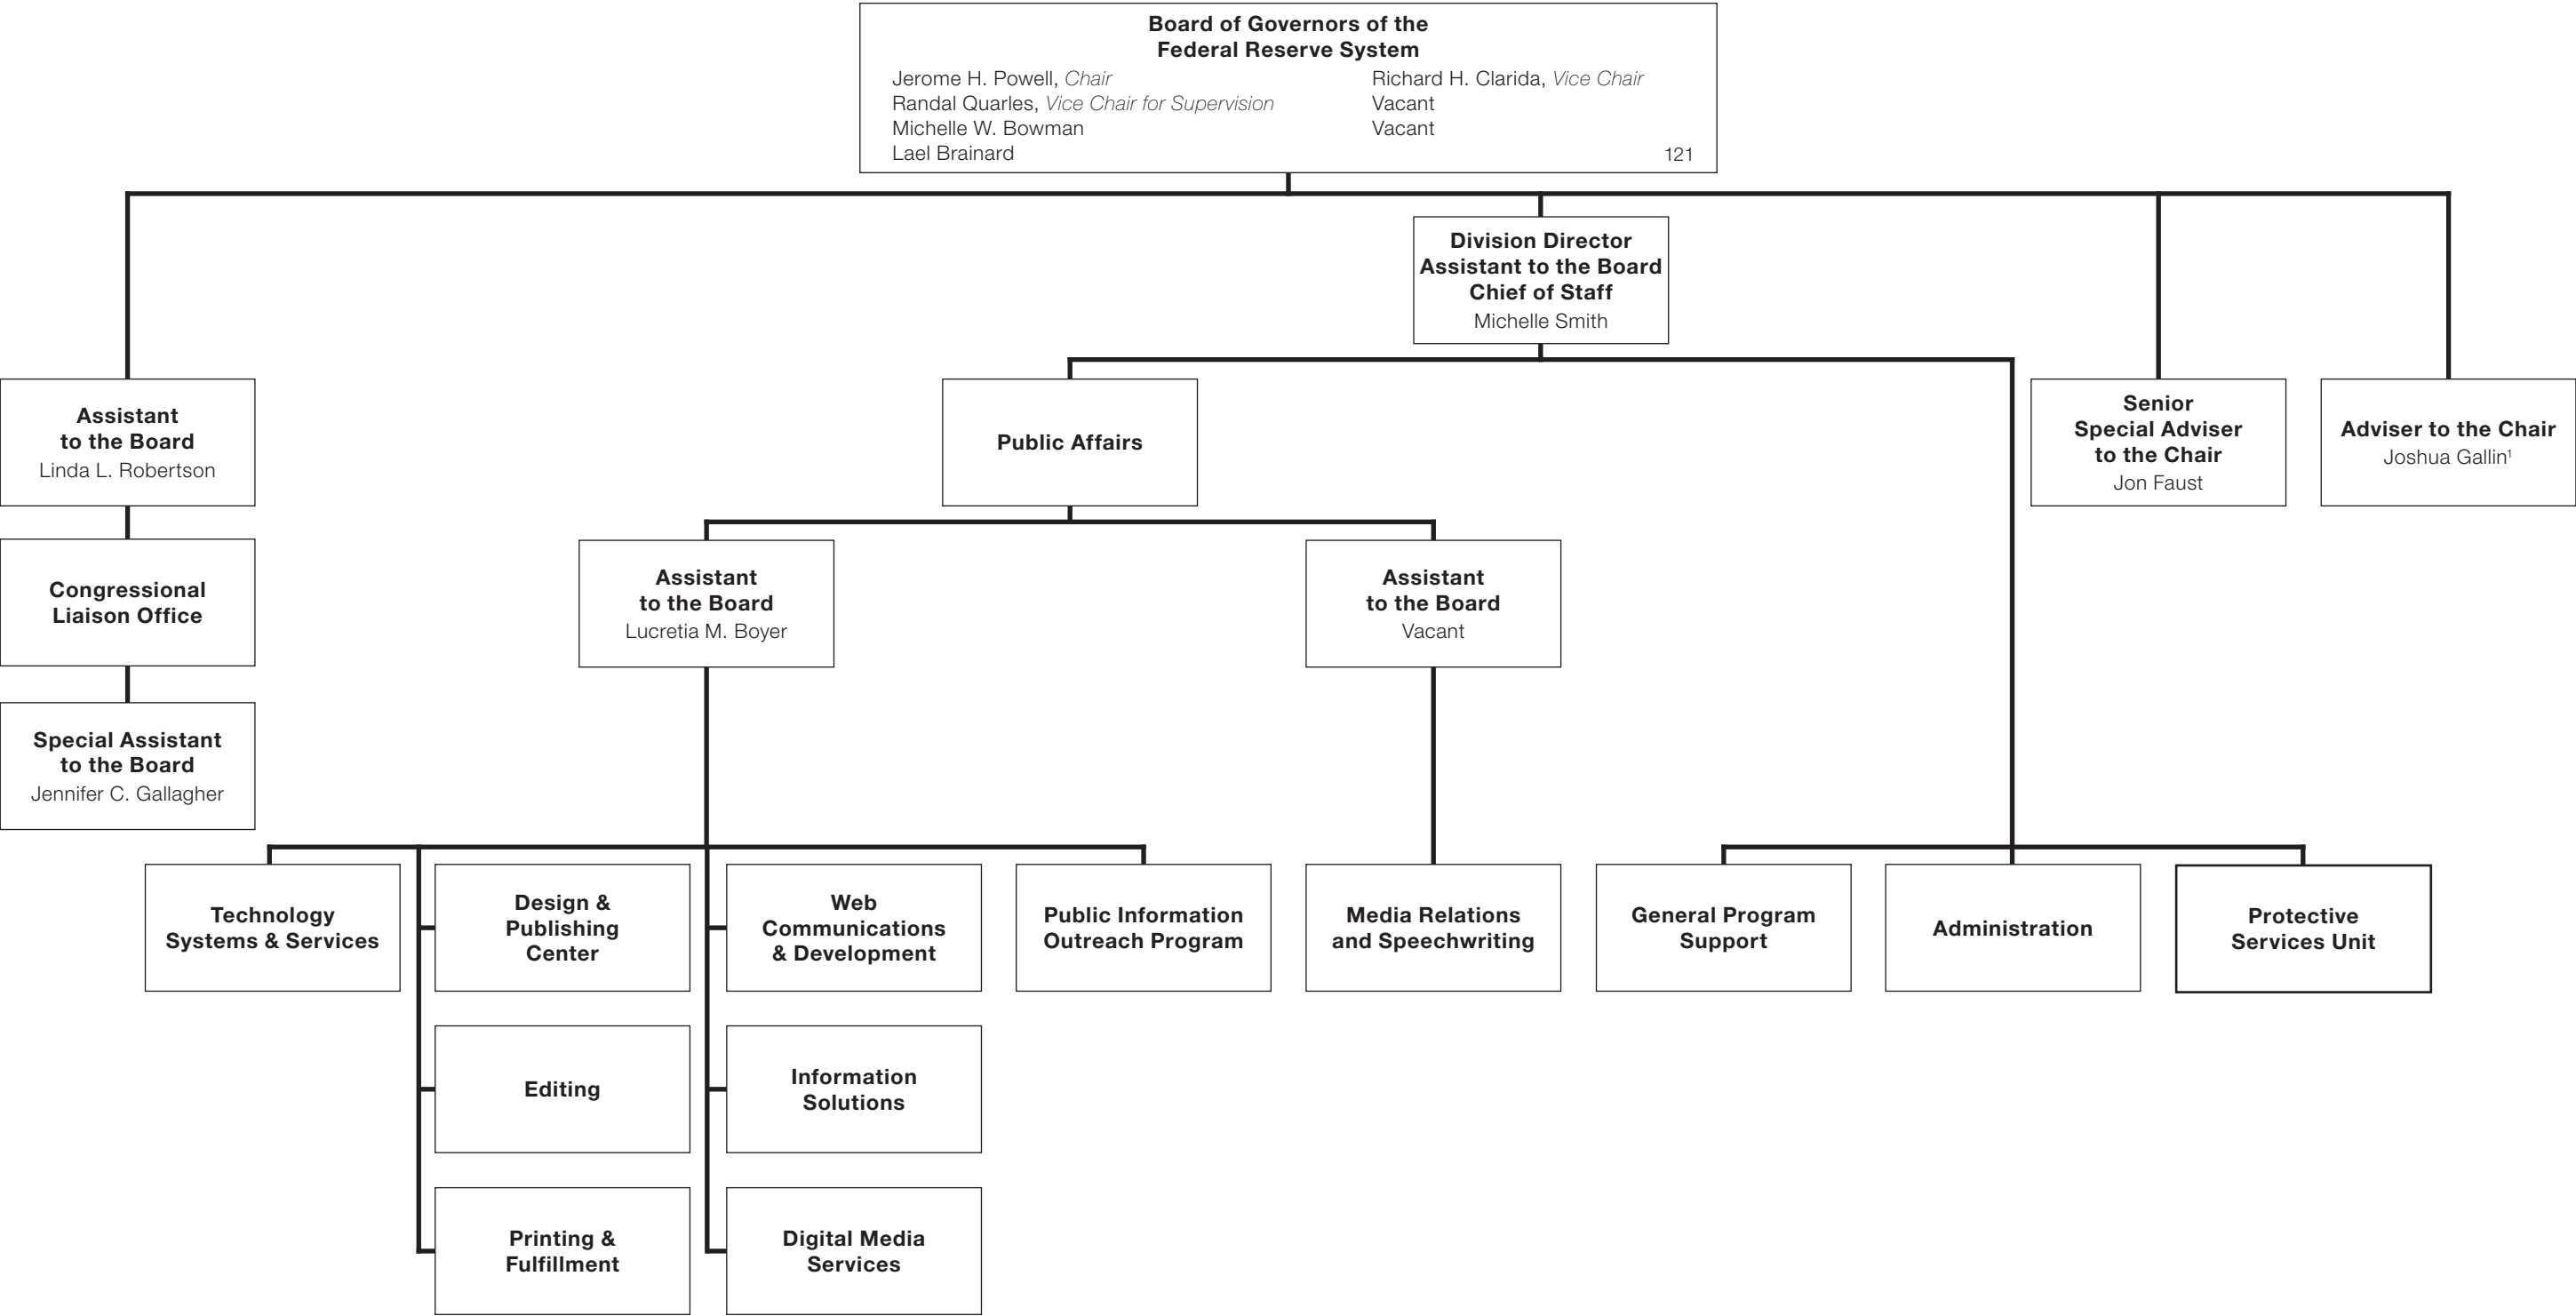 Board of Governors of the
Federal Reserve System
Jerome H. Powell, Chair
Randal Quarles, Vice Chair for Supervision
Michelle W. Bowman
Lael Brainard
Richard H. Clarida, Vice Chair
Vacant
Vacant
121
Division Director
Assistant to the Board
Chief of Staff
Michelle Smith
Assistant
to the Board
Linda L. Robertson
Public Affairs
Senior
Special Adviser
to the Chair
Jon Faust
Adviser to the Chair
Joshua Gallin¹
Congressional
Liaison Office
Assistant
to the Board
Lucretia M. Boyer
Assistant
to the Board
Vacant
Special Assistant
to the Board
Jennifer C. Gallagher
Technology
Systems & Services
Design &
Publishing
Center
Web
Communications
& Development
Public Information
Outreach Program
Media Relations
and Speechwriting
General Program
Support
Administration
Protective
Services Unit
Editing
Information
Solutions
Printing &
Fulfillment
Digital Media
Services